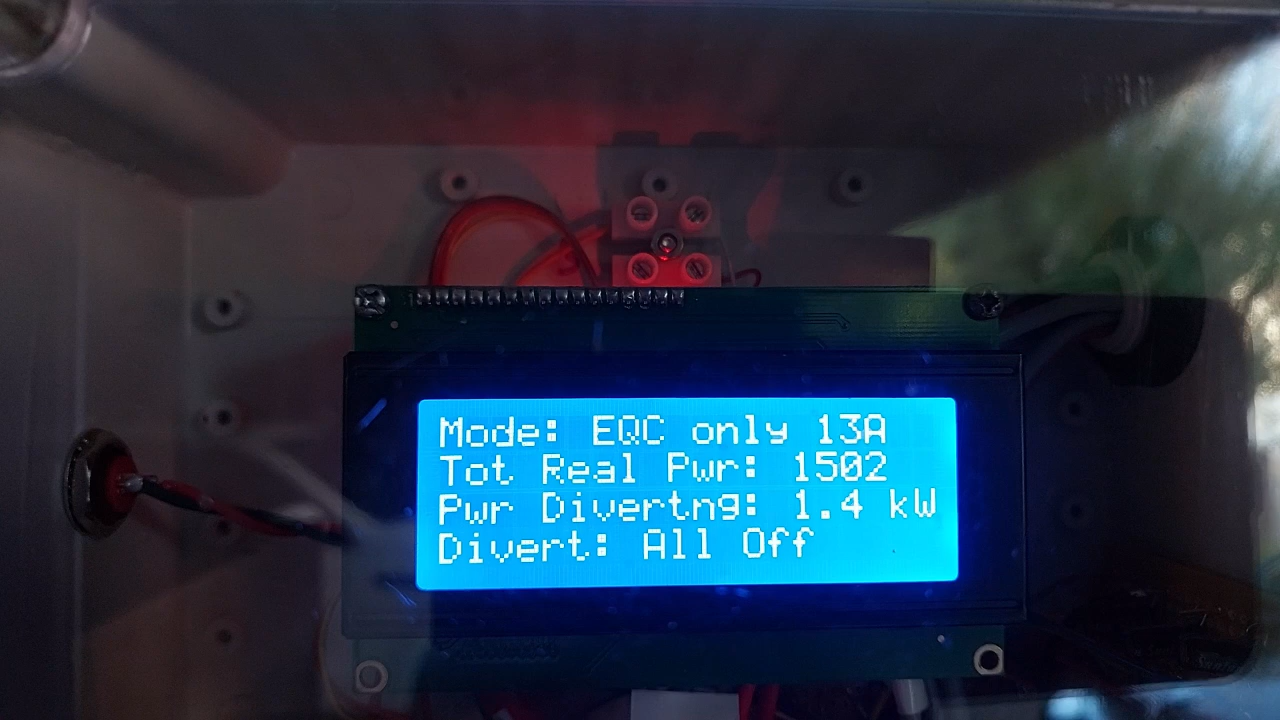 Mode: EQC only 13A
Tot Real Pwr: 1502
Pwr Divertng: 1.4 kW
Divert: All Off